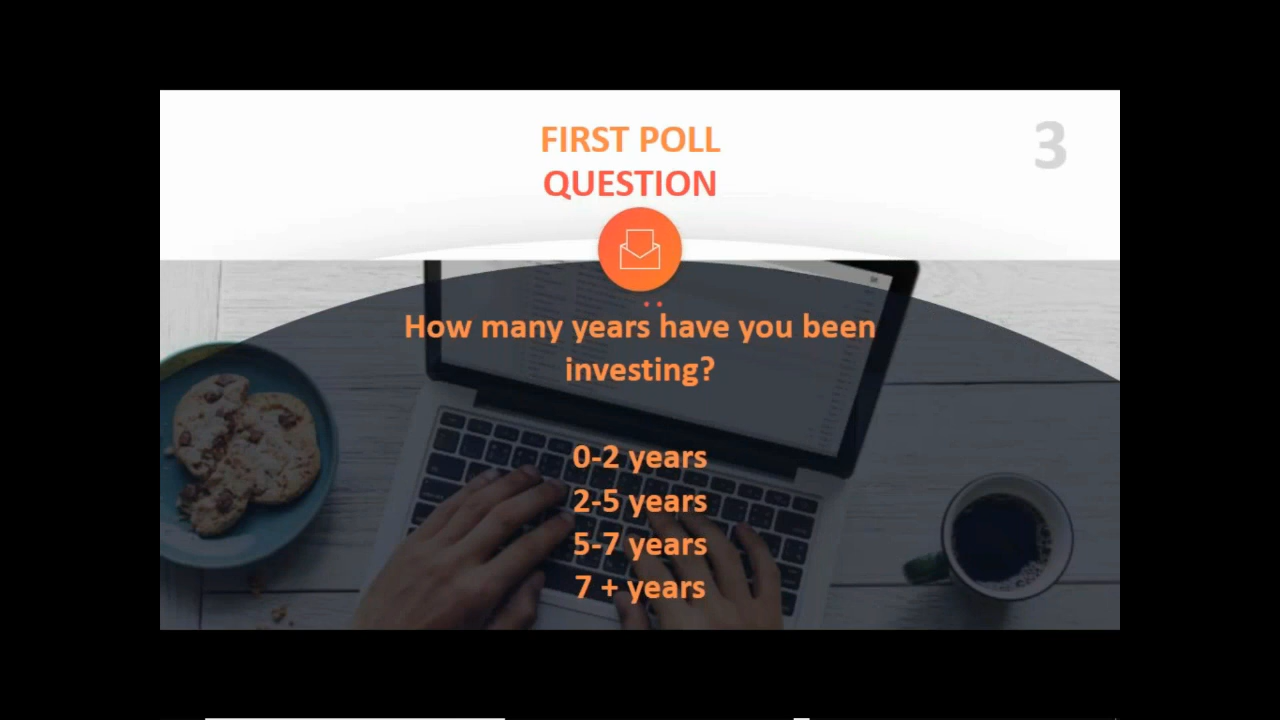 FIRST POLL
QUESTION
3
How many years have you been
investing?
0-2 years
2-5 years
5-7 years
7 + years